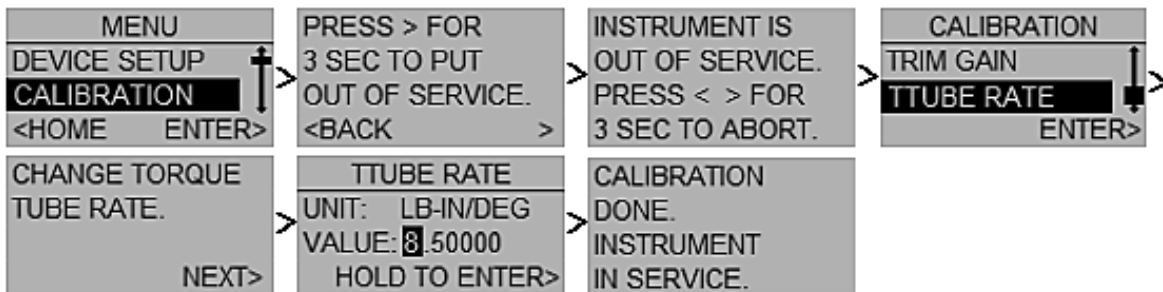 MENU
DEVICE SETUP
CALIBRATION
<HOME ENTER>
>
PRESS > FOR
3 SEC TO PUT
OUT OF SERVICE.
<BACK >
>
INSTRUMENT IS
OUT OF SERVICE.
PRESS < > FOR
3 SEC TO ABORT.
>
CALIBRATION
TRIM GAIN
TTUBE RATE
ENTER>
>
CHANGE TORQUE
TUBE RATE.
NEXT>
>
TTUBE RATE
UNIT: LB-IN/DEG
VALUE: 8.50000
HOLD TO ENTER>
>
CALIBRATION
DONE.
INSTRUMENT
IN SERVICE.